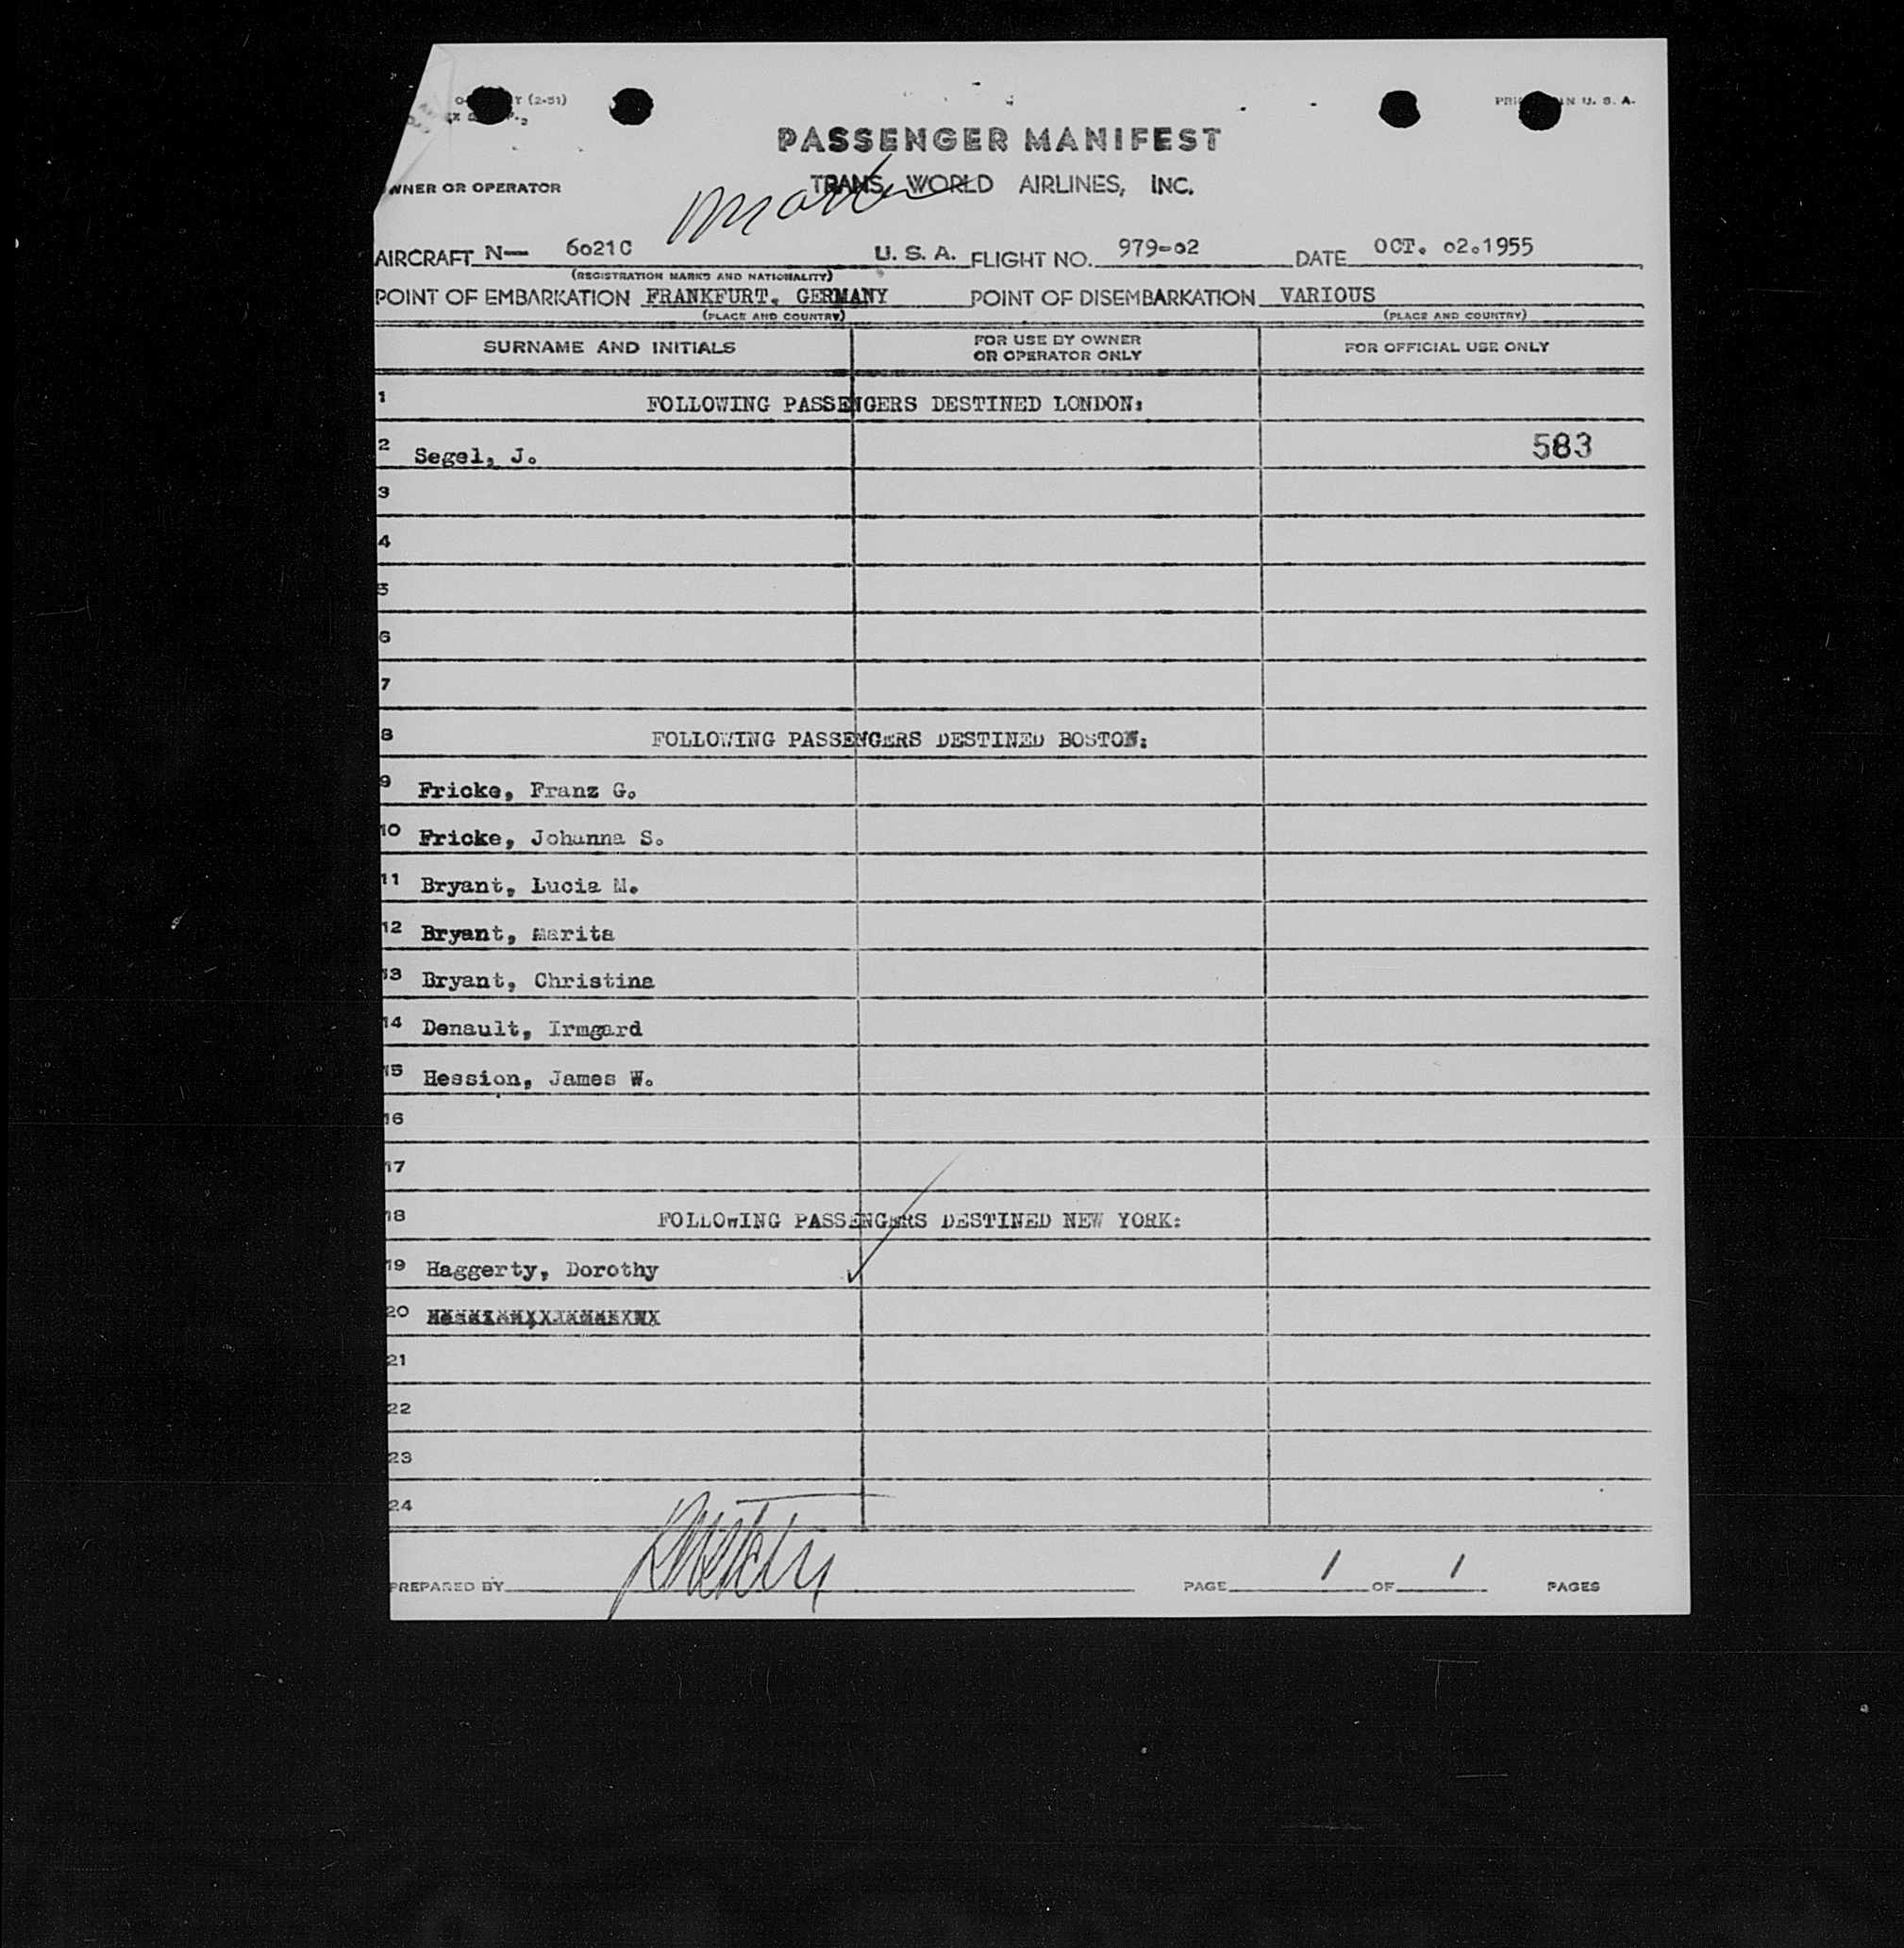 (2-51)
U. S. A.
PASSENGER MANIFEST
OWNER OR OPERATOR TRANS WORLD AIRLINES, INC.
AIRCRAFT N— 6021C U. S. A. FLIGHT NO. 979-02 DATE OCT. 02.1955
(REGISTRATION MARKS AND NATIONALITY)
POINT OF EMBARKATION FRANKFURT. GERMANY POINT OF DISEMBARKATION VARIOUS
(PLACE AND COUNTRY) (PLACE AND COUNTRY)
SURNAME AND INITIALS FOR USE BY OWNER OR OPERATOR ONLY FOR OFFICIAL USE ONLY
1 FOLLOWING PASSENGERS DESTINED LONDON:
2 Segel, J. 583
3
4
5
6
7
8 FOLLOWING PASSENGERS DESTINED BOSTON:
9 Fricke, Franz G.
10 Fricke, Johanna S.
11 Bryant, Lucia M.
12 Bryant, Marita
13 Bryant, Christina
14 Denault, Irmgard
15 Hession, James W.
16
17
18 FOLLOWING PASSENGERS DESTINED NEW YORK:
19 Haggerty, Dorothy
20
21
22
23
24
PREPARED BY PAGE 1 OF 1 PAGES